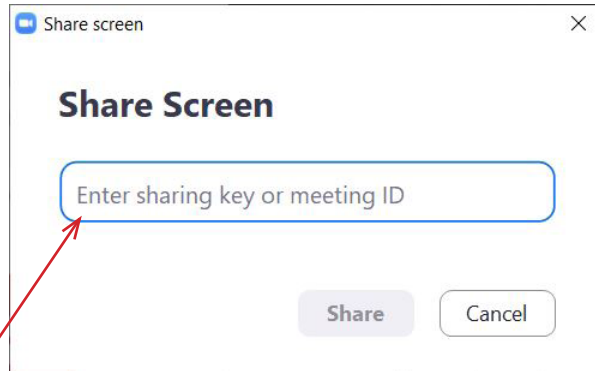 Share screen
Share Screen
Enter sharing key or meeting ID
Share
Cancel